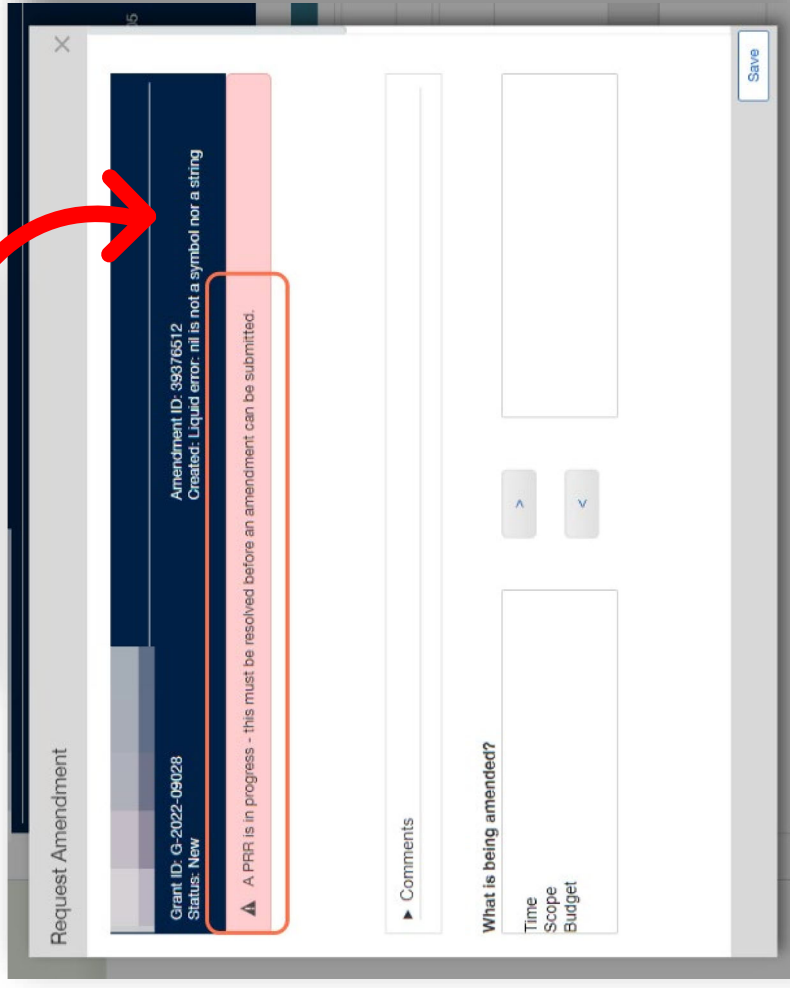 05
Request Amendment
×
Grant ID: G-2022-09028
Status: New
Amendment ID: 39376512
Created: Liquid error: nil is not a symbol nor a string
A PRR is in progress - this must be resolved before an amendment can be submitted.
► Comments
What is being amended?
Time
Scope
Budget
>
<
Save